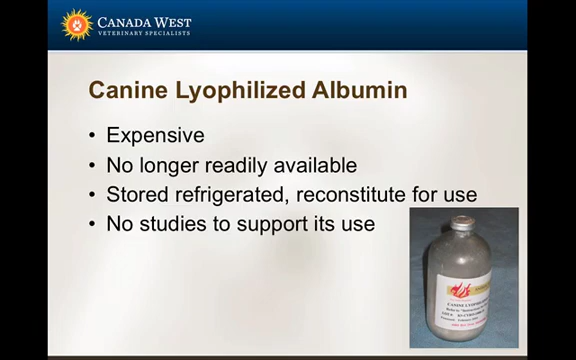 CANADA WEST
VETERINARY SPECIALISTS
Canine Lyophilized Albumin
• Expensive
• No longer readily available
• Stored refrigerated, reconstitute for use
• No studies to support its use
CANINE LYOPHILIZED